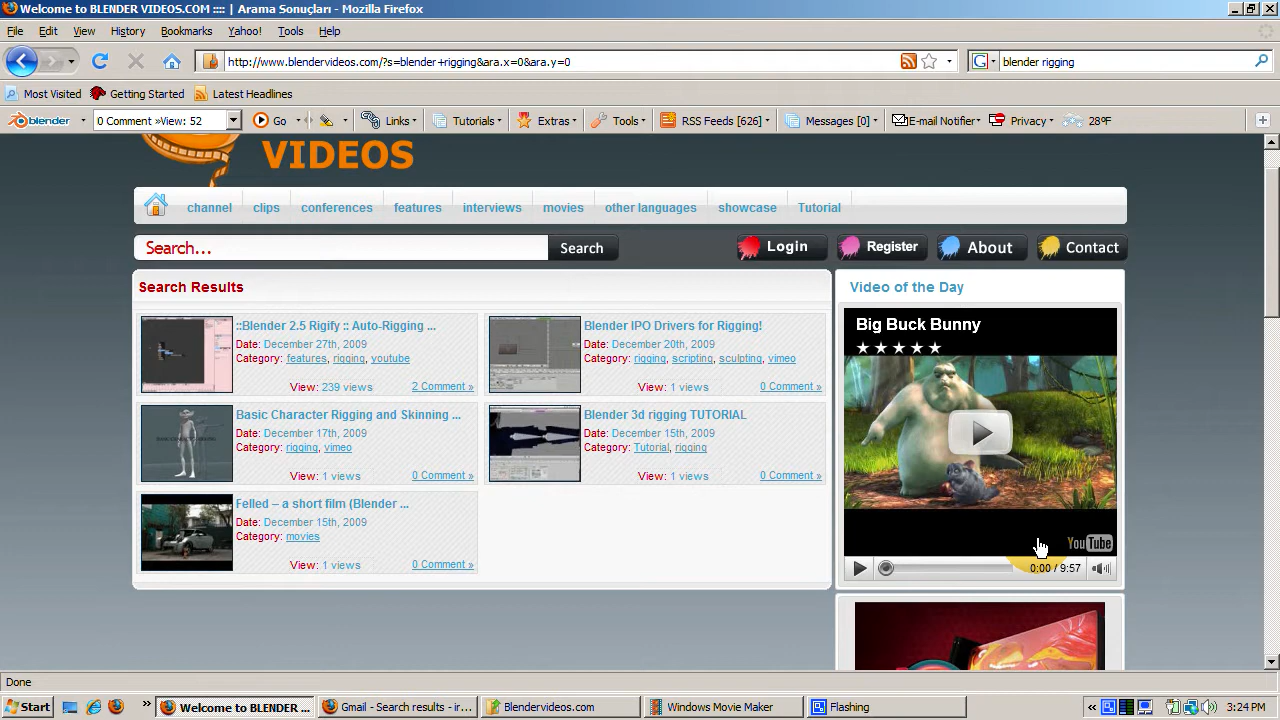 Welcome to BLENDER VIDEOS.COM :::: | Arama Sonuçları - Mozilla Firefox
File Edit View History Bookmarks Yahoo! Tools Help
http://www.blendervideos.com/?s=blender+rigging&ara.x=0&ara.y=0
blender rigging
Most Visited Getting Started Latest Headlines
blender 0 Comment »View: 52 Go Links Tutorials Extras Tools RSS Feeds [626] Messages [0] E-mail Notifier Privacy 28°F
VIDEOS
channel clips conferences features interviews movies other languages showcase Tutorial
Search... Search Login Register About Contact
Search Results
::Blender 2.5 Rigify :: Auto-Rigging ...
Date: December 27th, 2009
Category: features, rigging, youtube
View: 239 views 2 Comment »
Blender IPO Drivers for Rigging!
Date: December 20th, 2009
Category: rigging, scripting, sculpting, vimeo
View: 1 views 0 Comment »
Basic Character Rigging and Skinning ...
Date: December 17th, 2009
Category: rigging, vimeo
View: 1 views 0 Comment »
Blender 3d rigging TUTORIAL
Date: December 15th, 2009
Category: Tutorial, rigging
View: 1 views 0 Comment »
Felled – a short film (Blender ...
Date: December 15th, 2009
Category: movies
View: 1 views 0 Comment »
Video of the Day
Big Buck Bunny
YouTube
0:00 / 9:57
Done
Start » Welcome to BLENDER ... Gmail - Search results - ir... Blendervideos.com Windows Movie Maker Flashing « 3:24 PM